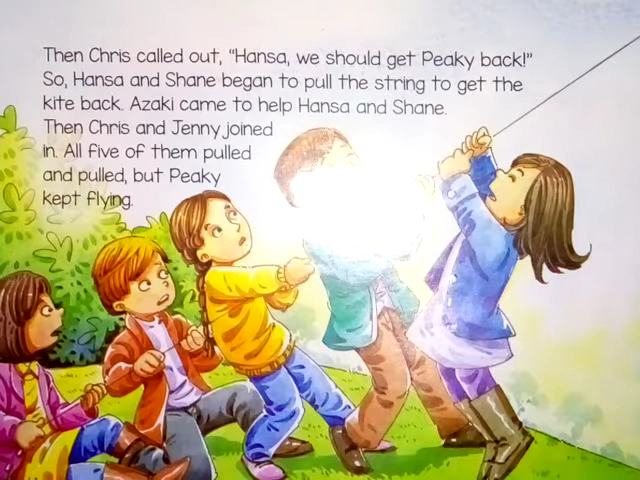 Then Chris called out, “Hansa, we should get Peaky back!”
So, Hansa and Shane began to pull the string to get the
kite back. Azaki came to help Hansa and Shane.
Then Chris and Jenny joined
in. All five of them pulled
and pulled, but Peaky
kept flying.